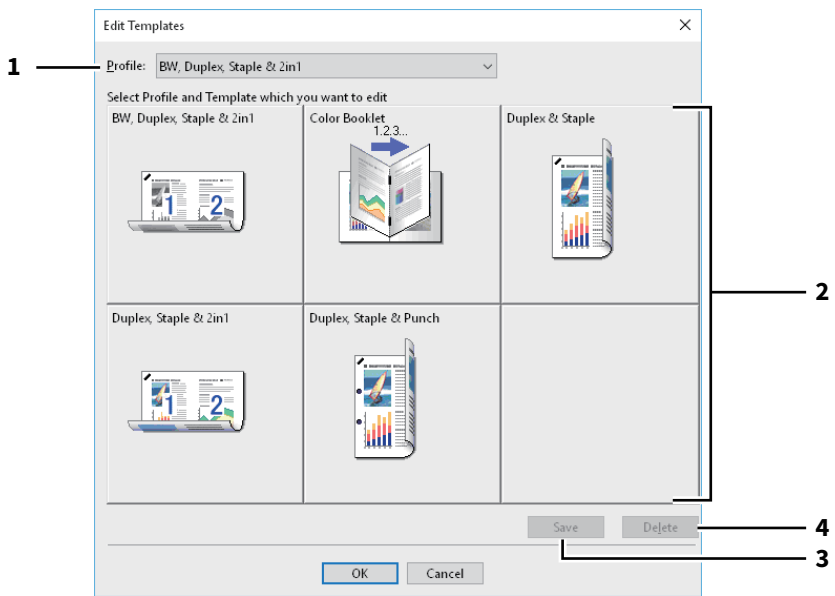 Edit Templates
1
Profile: BW, Duplex, Staple & 2in1
Select Profile and Template which you want to edit
BW, Duplex, Staple & 2in1
Color Booklet
Duplex & Staple
1.2.3...
1 2
2
Duplex, Staple & 2in1
Duplex, Staple & Punch
1 2
Save
Delete
4
3
OK
Cancel